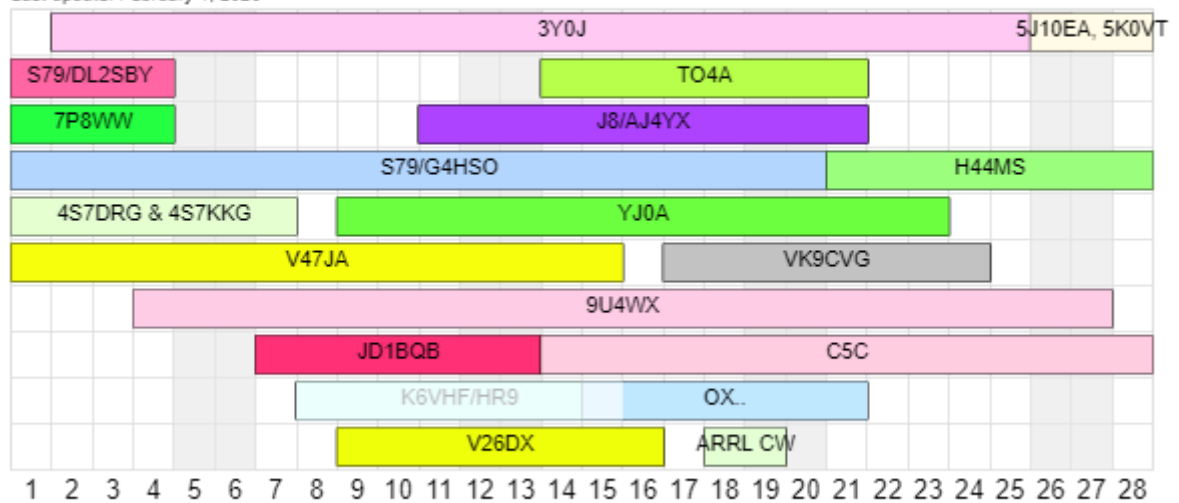 3Y0J 5J10EA, 5K0VT
S79/DL2SBY TO4A
7P8WW J8/AJ4YX
S79/G4HSO H44MS
4S7DRG & 4S7KKG YJ0A
V47JA VK9CVG
9U4WX
JD1BQB C5C
K6VHF/HR9 OX..
V26DX ARRL CW
1 2 3 4 5 6 7 8 9 10 11 12 13 14 15 16 17 18 19 20 21 22 23 24 25 26 27 28